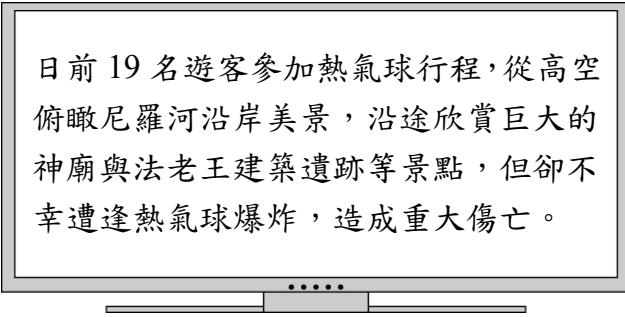 日前 19 名遊客參加熱氣球行程，從高空
俯瞰尼羅河沿岸美景，沿途欣賞巨大的
神廟與法老王建築遺跡等景點，但卻不
幸遭逢熱氣球爆炸，造成重大傷亡。